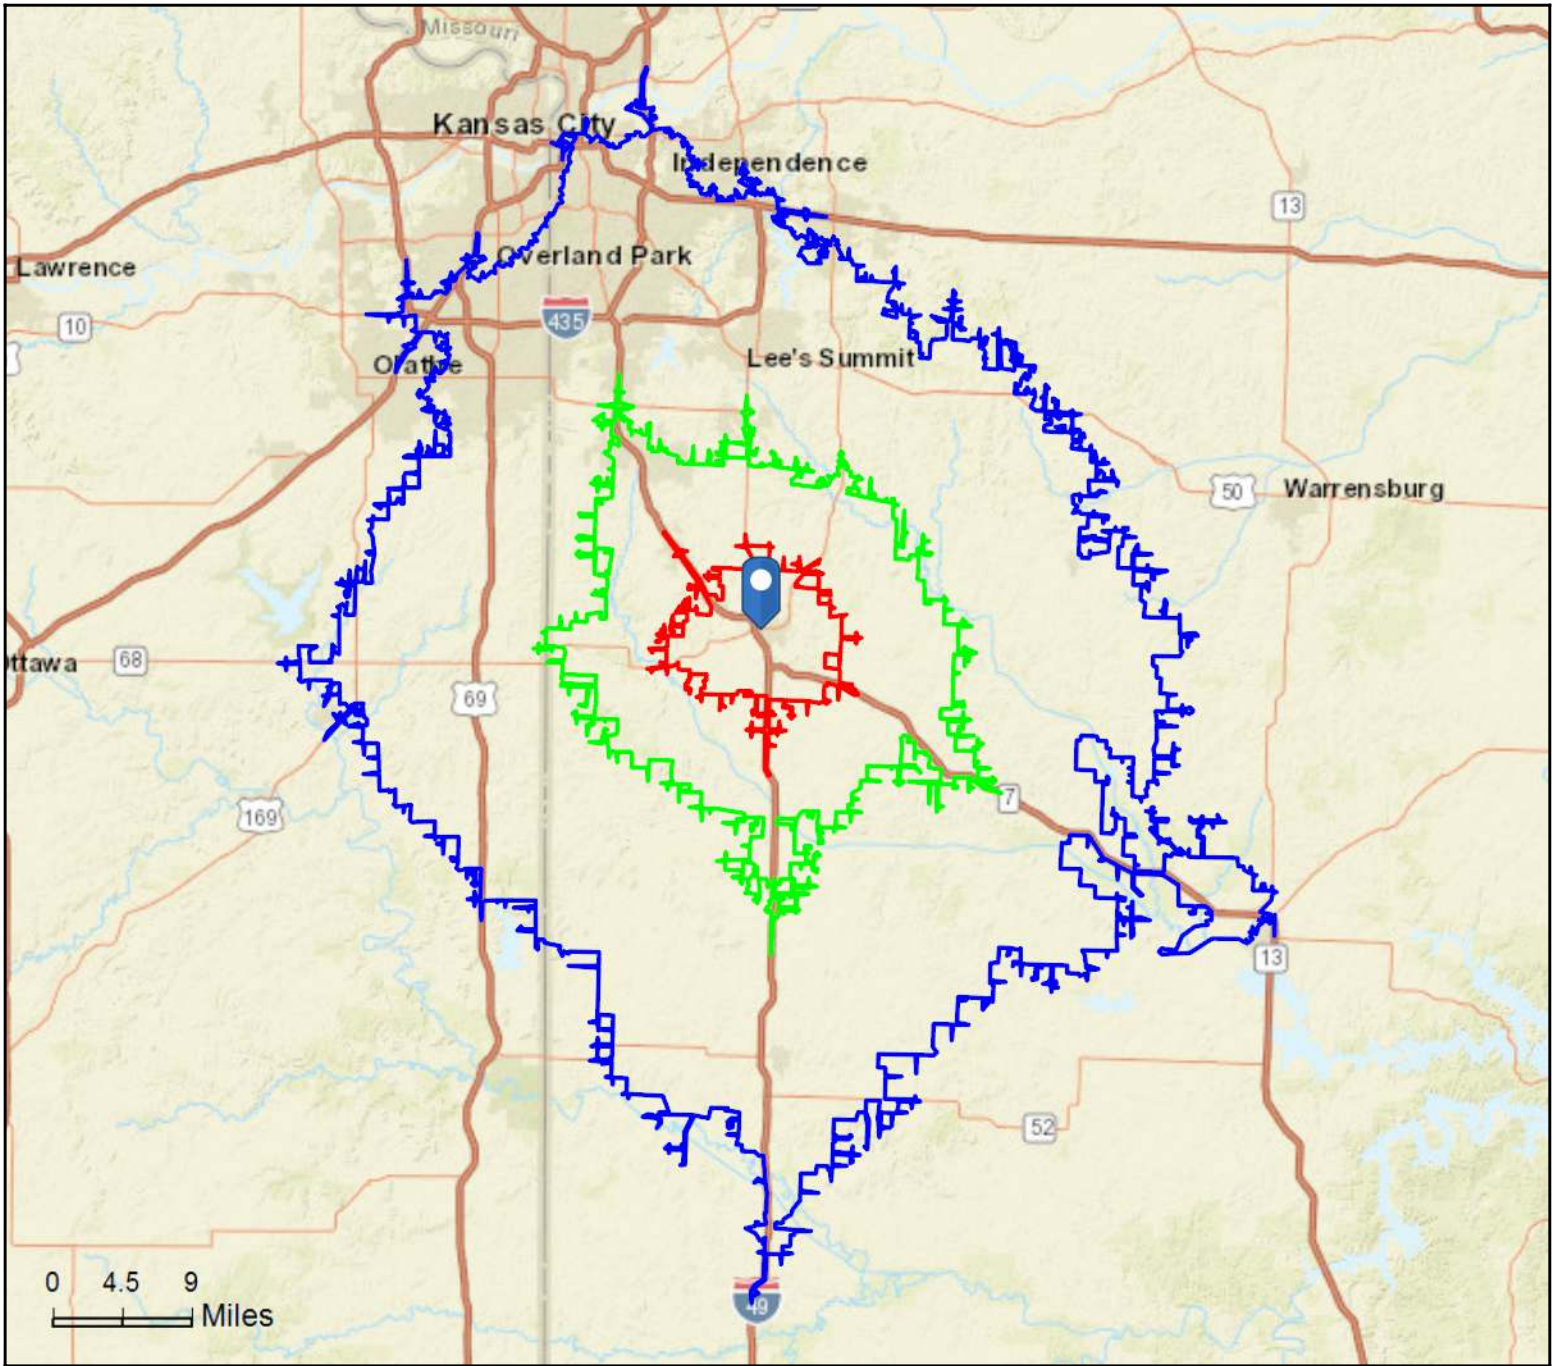 Missouri
Kansas City
Independence
13
Overland Park
Lawrence
10
435
Lee's Summit
Olathe
50
Warrensburg
ttawa
68
69
7
169
13
52
0 4.5 9
Miles
49